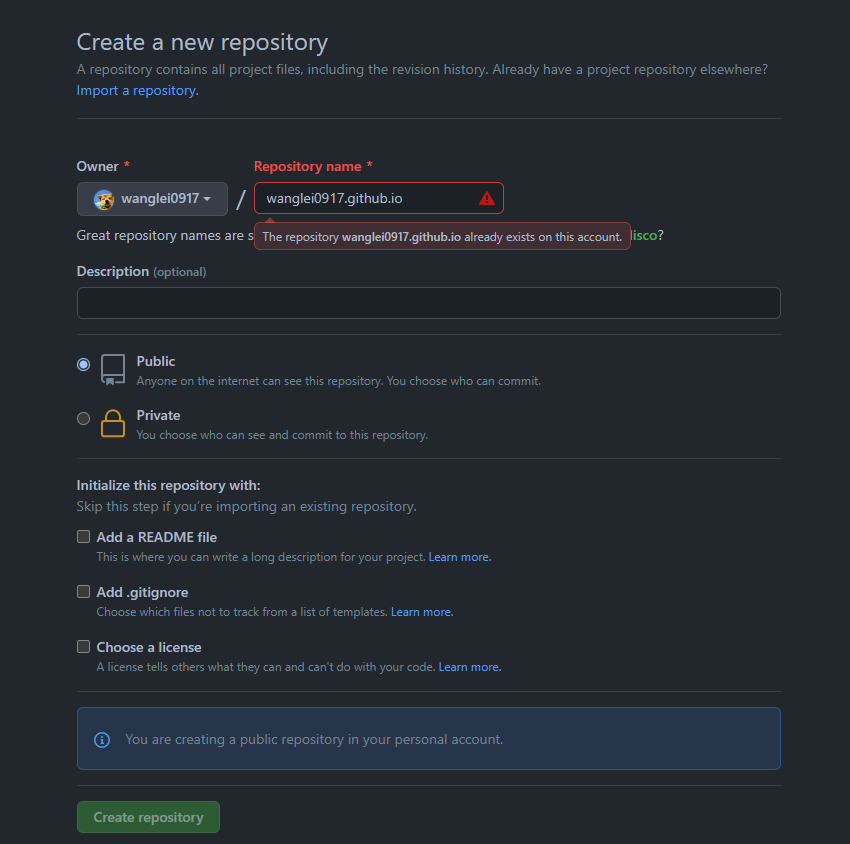 Create a new repository
A repository contains all project files, including the revision history. Already have a project repository elsewhere?
Import a repository.
Owner * Repository name *
wanglei0917 / wanglei0917.github.io
Great repository names are s
The repository wanglei0917.github.io already exists on this account.
isco?
Description (optional)
Public
Anyone on the internet can see this repository. You choose who can commit.
Private
You choose who can see and commit to this repository.
Initialize this repository with:
Skip this step if you’re importing an existing repository.
Add a README file
This is where you can write a long description for your project. Learn more.
Add .gitignore
Choose which files not to track from a list of templates. Learn more.
Choose a license
A license tells others what they can and can't do with your code. Learn more.
You are creating a public repository in your personal account.
Create repository